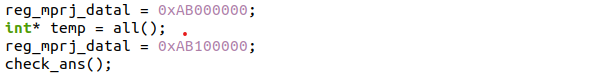 reg_mprj_datal = 0xAB000000;
int* temp = all();
reg_mprj_datal = 0xAB100000;
check_ans();